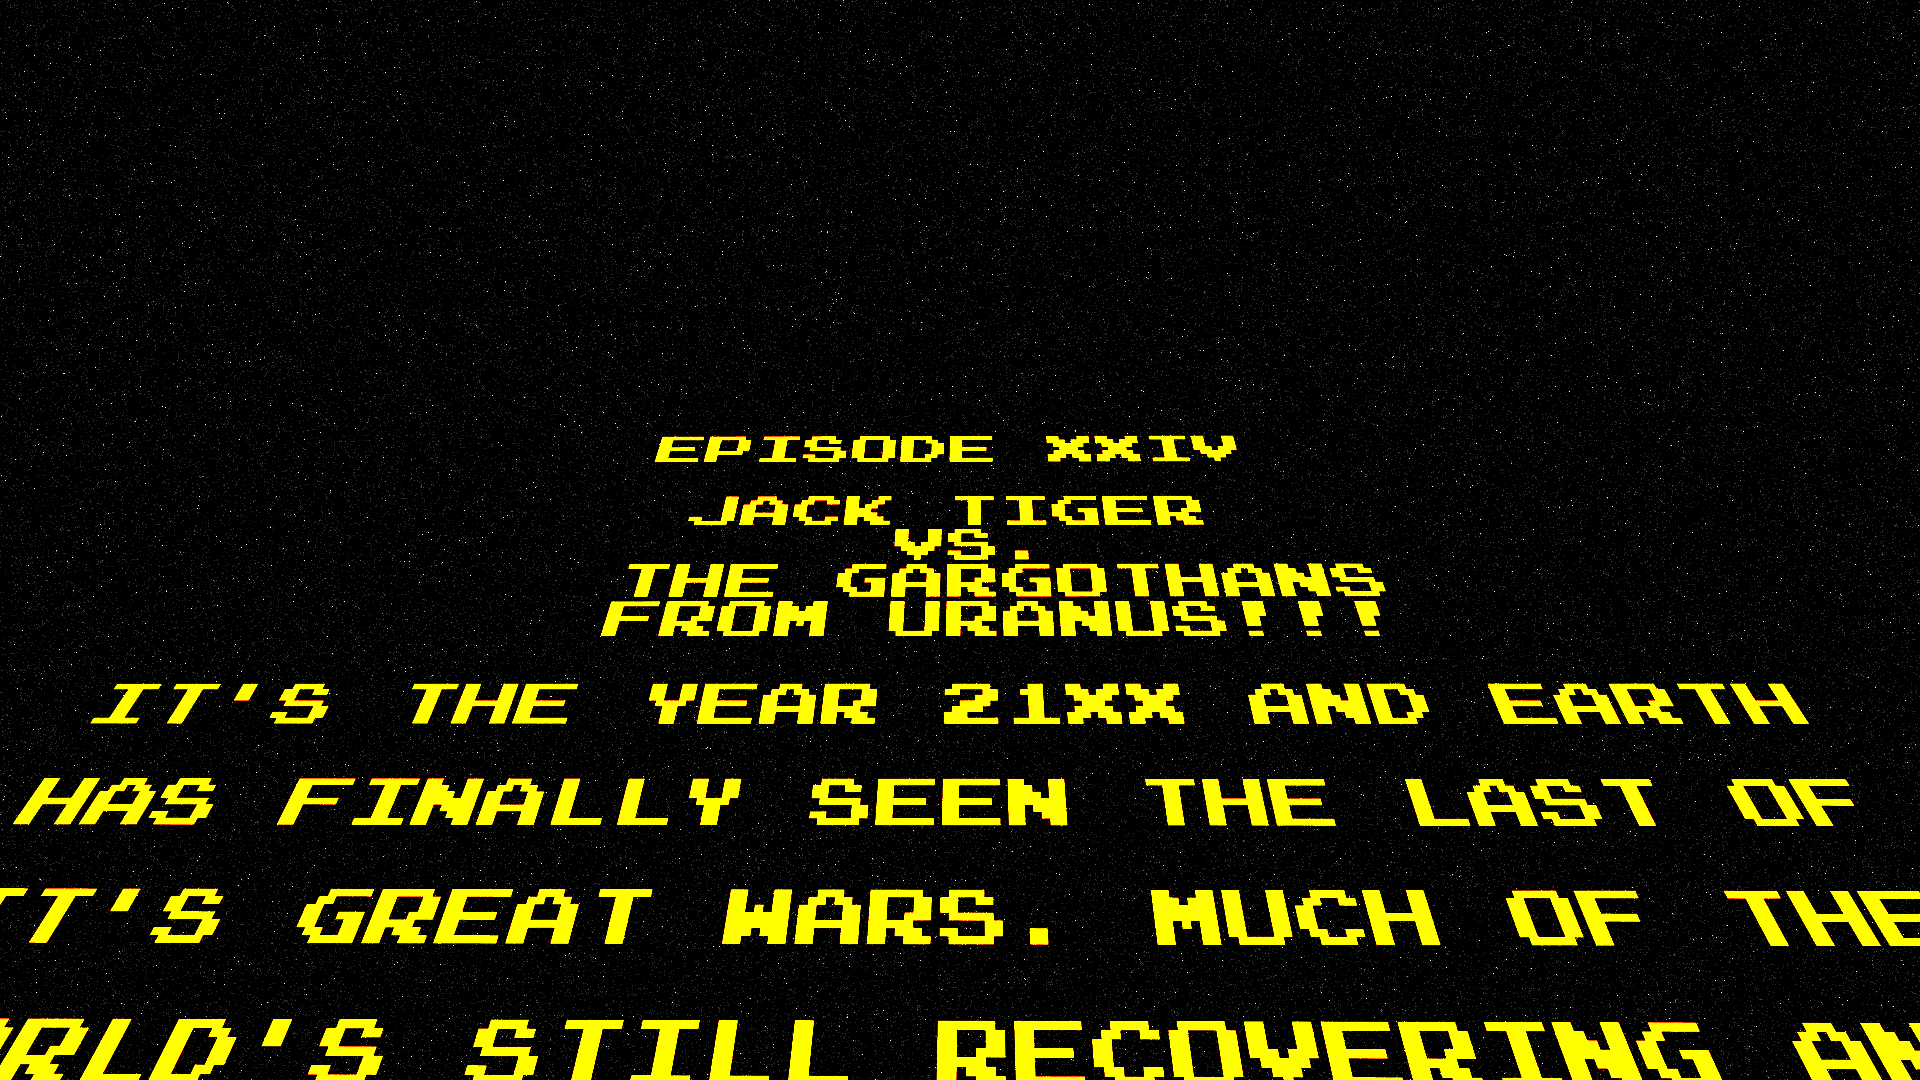 EPISODE XXIV
JACK TIGER
VS.
THE GARGOTHANS
FROM URANUS!!!
IT'S THE YEAR 21XX AND EARTH
HAS FINALLY SEEN THE LAST OF
IT'S GREAT WARS. MUCH OF THE
STILL RECOVERING